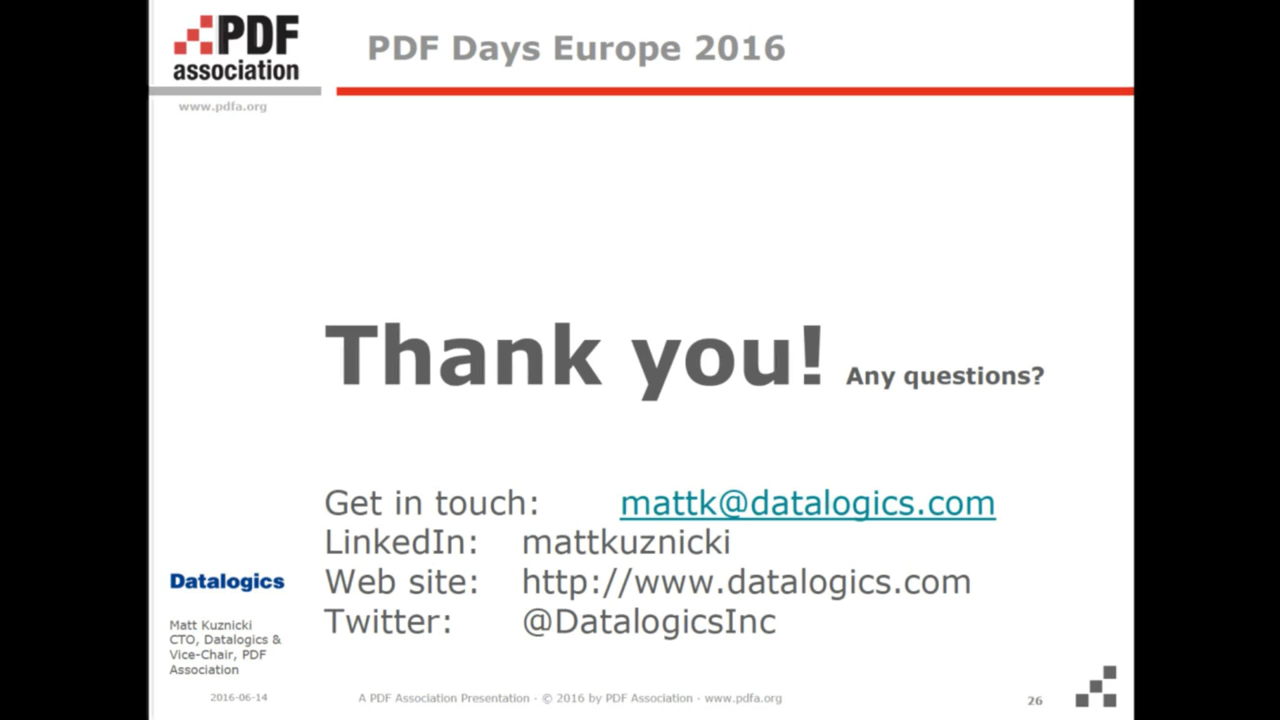 PDF
association
PDF Days Europe 2016
www.pdfa.org
Thank you! Any questions?
Get in touch: mattk@datalogics.com
LinkedIn: mattkuznicki
Web site: http://www.datalogics.com
Twitter: @DatalogicsInc
Datalogics
Matt Kuznicki
CTO, Datalogics &
Vice-Chair, PDF
Association
2016-06-14
A PDF Association Presentation - © 2016 by PDF Association - www.pdfa.org
26